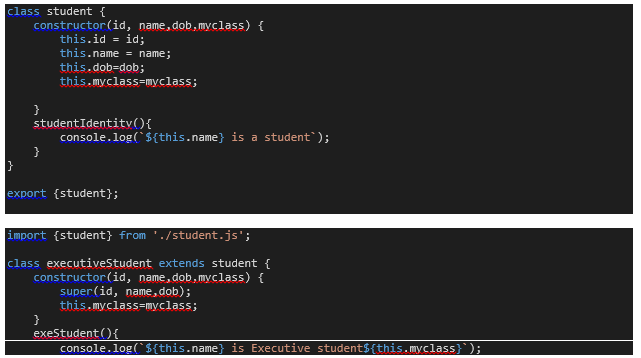 class student {
constructor(id, name,dob,myclass) {
this.id = id;
this.name = name;
this.dob=dob;
this.myclass=myclass;
}
studentIdentity(){
console.log(`${this.name} is a student`);
}
}
export {student};
import {student} from './student.js';
class executiveStudent extends student {
constructor(id, name,dob,myclass) {
super(id, name,dob);
this.myclass=myclass;
}
exeStudent(){
console.log(`${this.name} is Executive student${this.myclass}`);